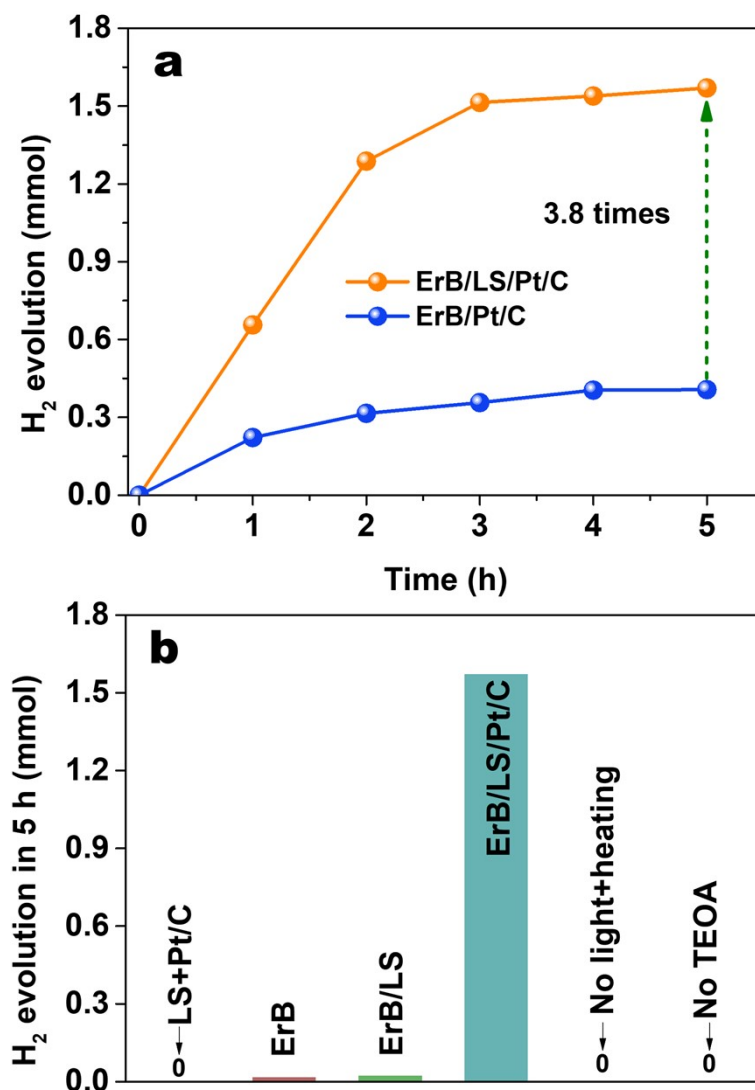 a
H₂ evolution (mmol)
1.8
1.5
1.2
0.9
0.6
0.3
0.0
3.8 times
ErB/LS/Pt/C
ErB/Pt/C
0 1 2 3 4 5
Time (h)
b
H₂ evolution in 5 h (mmol)
1.8
1.5
1.2
0.9
0.6
0.3
0.0
0←LS+Pt/C
ErB
ErB/LS
ErB/LS/Pt/C
0←No light+heating
0←No TEOA